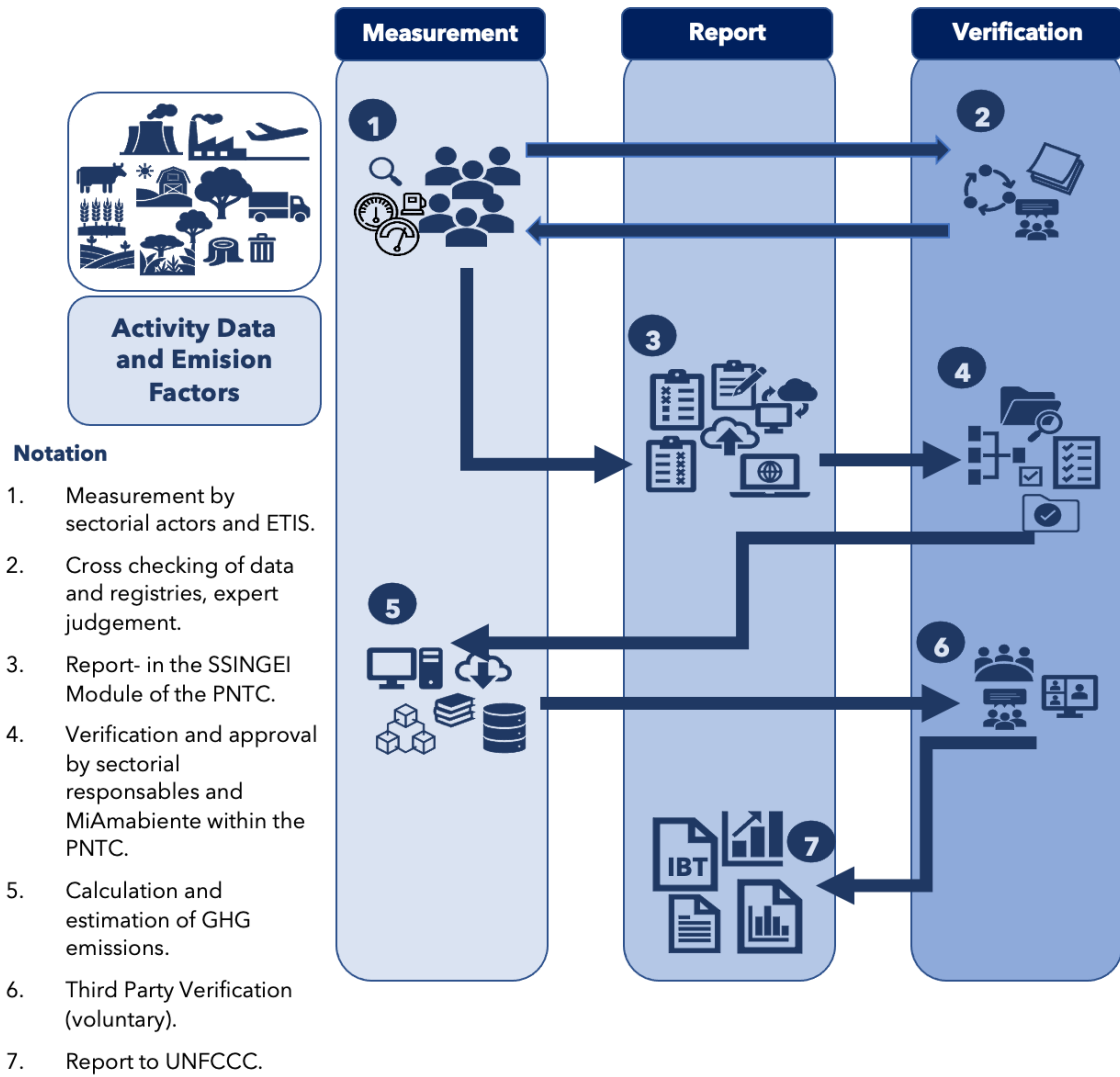 Measurement
Report
Verification
1
2
Activity Data
and Emision
Factors
3
4
Notation
1. Measurement by
sectorial actors and ETIS.
2. Cross checking of data
and registries, expert
judgement.
3. Report- in the SSINGEI
Module of the PNTC.
4. Verification and approval
by sectorial
responsables and
MiAmabiente within the
PNTC.
5. Calculation and
estimation of GHG
emissions.
6. Third Party Verification
(voluntary).
7. Report to UNFCCC.
5
6
7
IBT